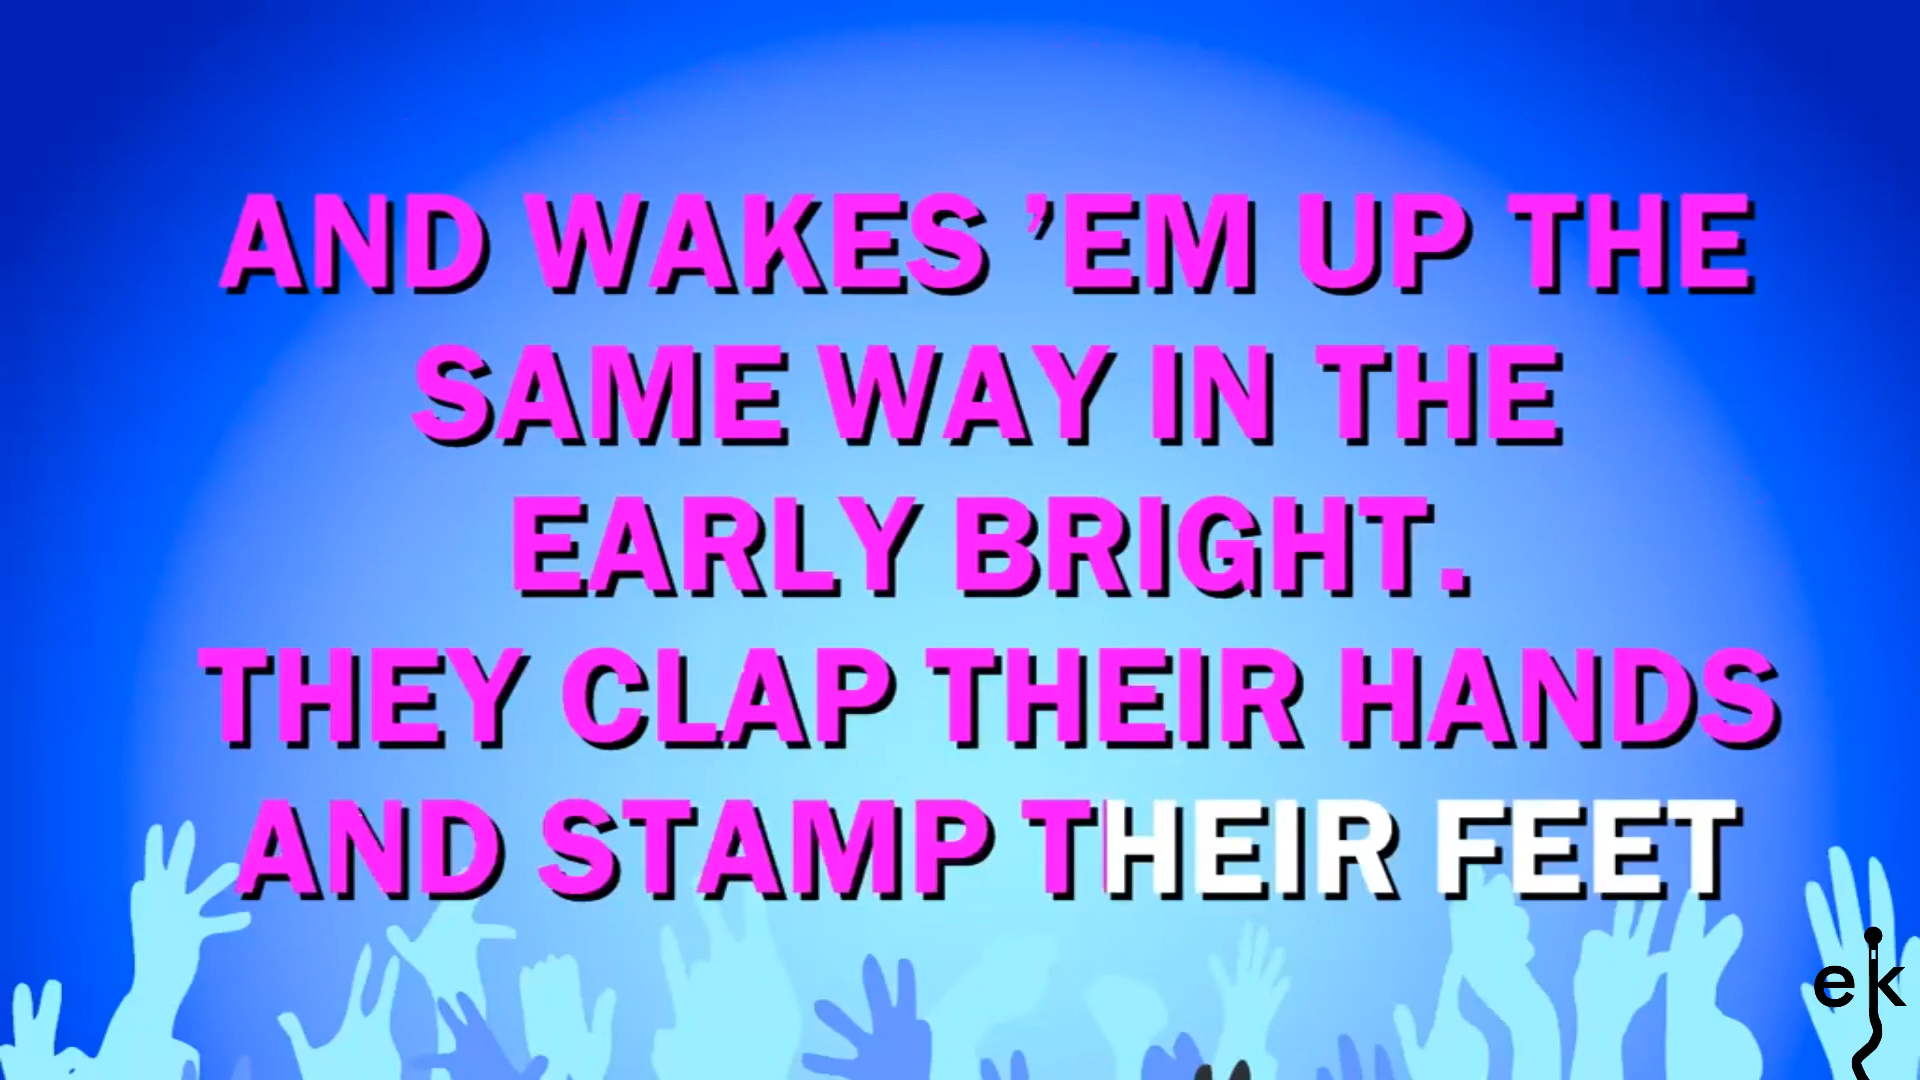 AND WAKES ’EM UP THE
SAME WAY IN THE
EARLY BRIGHT.
THEY CLAP THEIR HANDS
AND STAMP THEIR FEET
ek